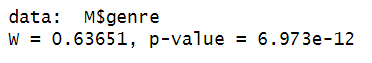 data:  M$genre
W = 0.63651, p-value = 6.973e-12